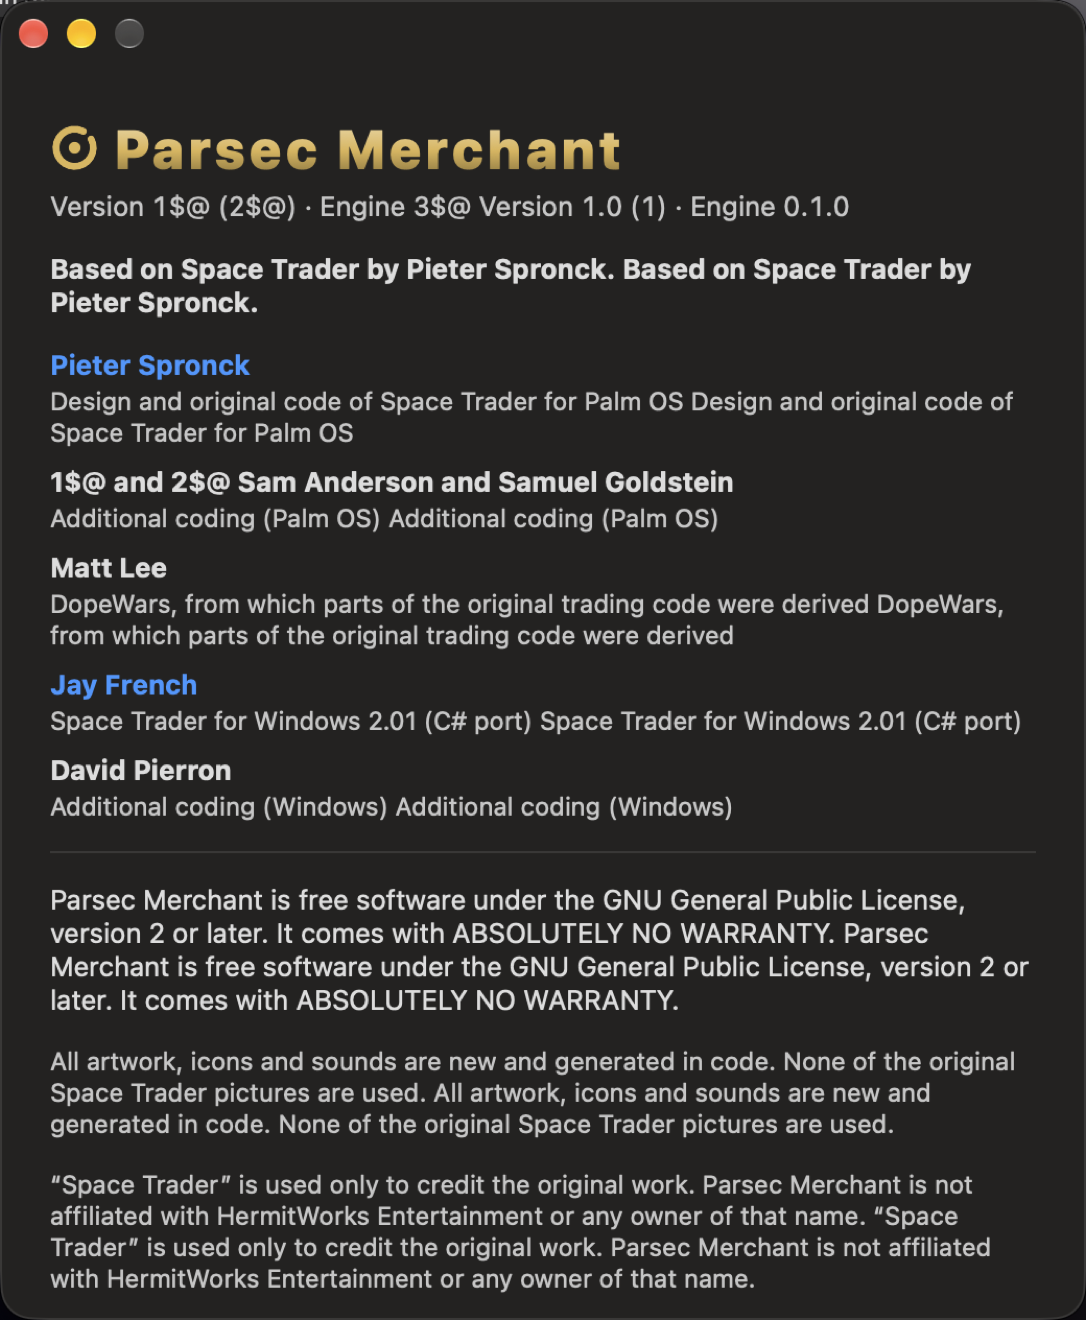 Parsec Merchant
Version 1$@ (2$@) · Engine 3$@ Version 1.0 (1) · Engine 0.1.0
Based on Space Trader by Pieter Spronck. Based on Space Trader by
Pieter Spronck.
Pieter Spronck
Design and original code of Space Trader for Palm OS Design and original code of
Space Trader for Palm OS
1$@ and 2$@ Sam Anderson and Samuel Goldstein
Additional coding (Palm OS) Additional coding (Palm OS)
Matt Lee
DopeWars, from which parts of the original trading code were derived DopeWars,
from which parts of the original trading code were derived
Jay French
Space Trader for Windows 2.01 (C# port) Space Trader for Windows 2.01 (C# port)
David Pierron
Additional coding (Windows) Additional coding (Windows)
Parsec Merchant is free software under the GNU General Public License,
version 2 or later. It comes with ABSOLUTELY NO WARRANTY. Parsec
Merchant is free software under the GNU General Public License, version 2 or
later. It comes with ABSOLUTELY NO WARRANTY.
All artwork, icons and sounds are new and generated in code. None of the original
Space Trader pictures are used. All artwork, icons and sounds are new and
generated in code. None of the original Space Trader pictures are used.
“Space Trader” is used only to credit the original work. Parsec Merchant is not
affiliated with HermitWorks Entertainment or any owner of that name. “Space
Trader” is used only to credit the original work. Parsec Merchant is not affiliated
with HermitWorks Entertainment or any owner of that name.